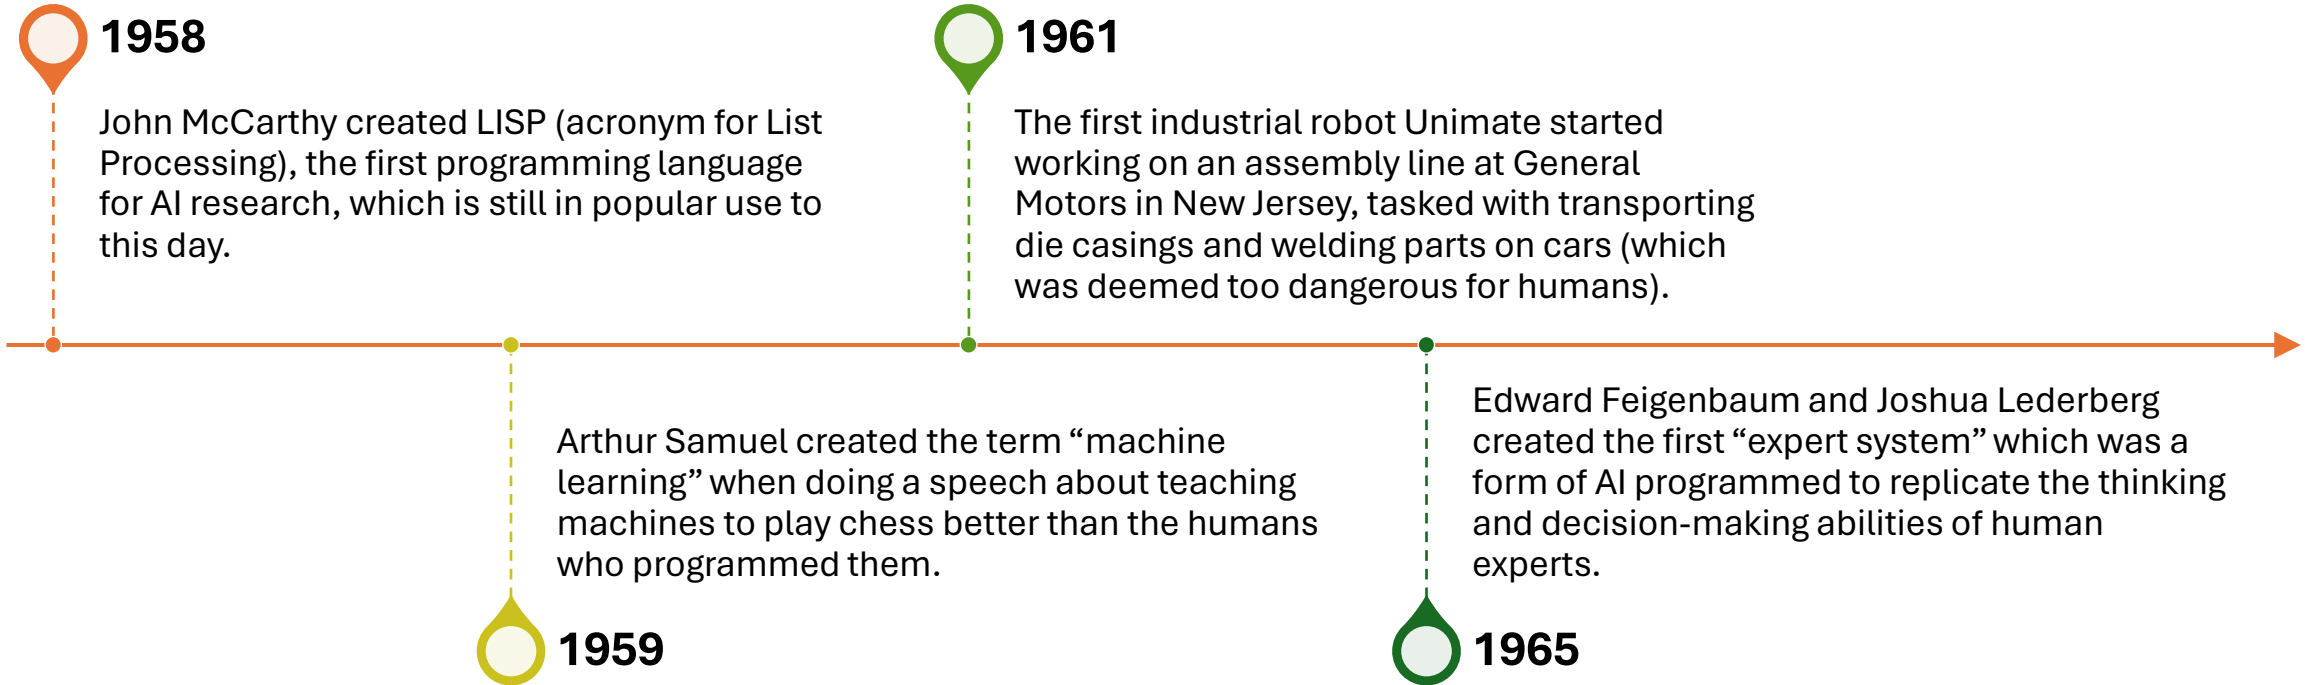 1958
John McCarthy created LISP (acronym for List
Processing), the first programming language
for AI research, which is still in popular use to
this day.
1961
The first industrial robot Unimate started
working on an assembly line at General
Motors in New Jersey, tasked with transporting
die casings and welding parts on cars (which
was deemed too dangerous for humans).
Arthur Samuel created the term “machine
learning” when doing a speech about teaching
machines to play chess better than the humans
who programmed them.
1959
Edward Feigenbaum and Joshua Lederberg
created the first “expert system” which was a
form of AI programmed to replicate the thinking
and decision-making abilities of human
experts.
1965